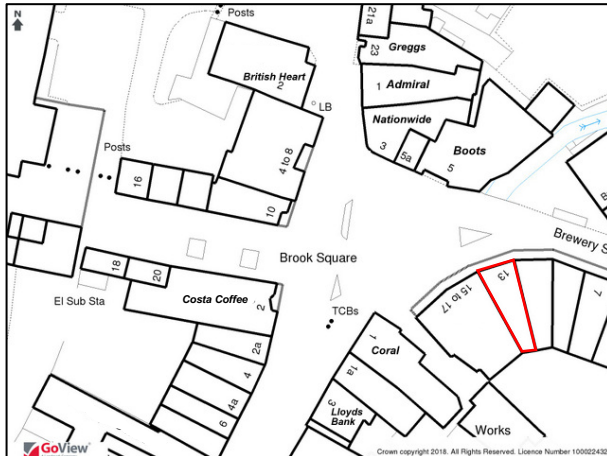 N
Posts
21a
23
Greggs
British Heart
2
1
Admiral
LB
Nationwide
3
5a
Boots
5
4 to 8
Posts
16
10
Brewery S
Brook Square
18
20
El Sub Sta
Costa Coffee
2
13
15 to 17
7
TCBs
2a
1
Coral
4
1a
4a
3
Lloyds
Bank
6
Works
GoView
Crown copyright 2018. All Rights Reserved. Licence Number 100022432